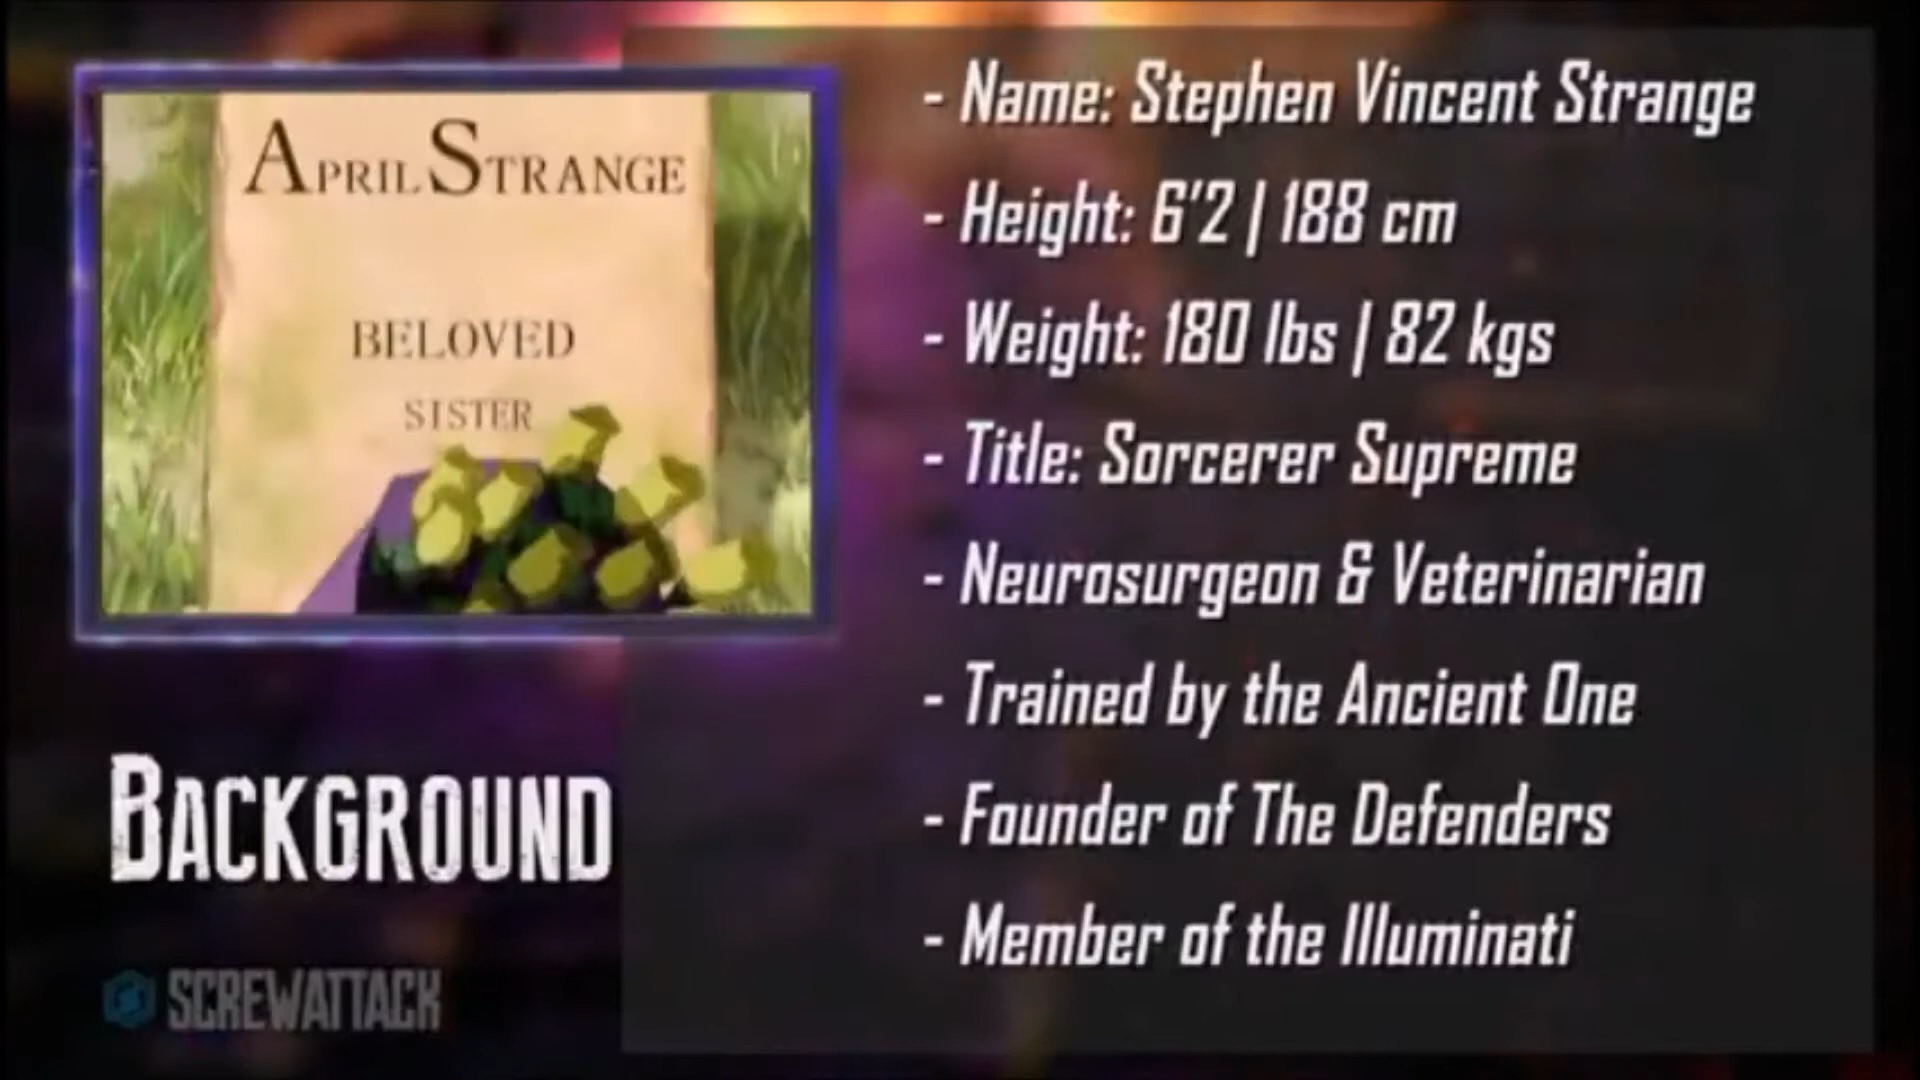 April Strange
BELOVED
SISTER
Background
SCREWATTACK
- Name: Stephen Vincent Strange
- Height: 6'2 | 188 cm
- Weight: 180 lbs | 82 kgs
- Title: Sorcerer Supreme
- Neurosurgeon & Veterinarian
- Trained by the Ancient One
- Founder of The Defenders
- Member of the Illuminati